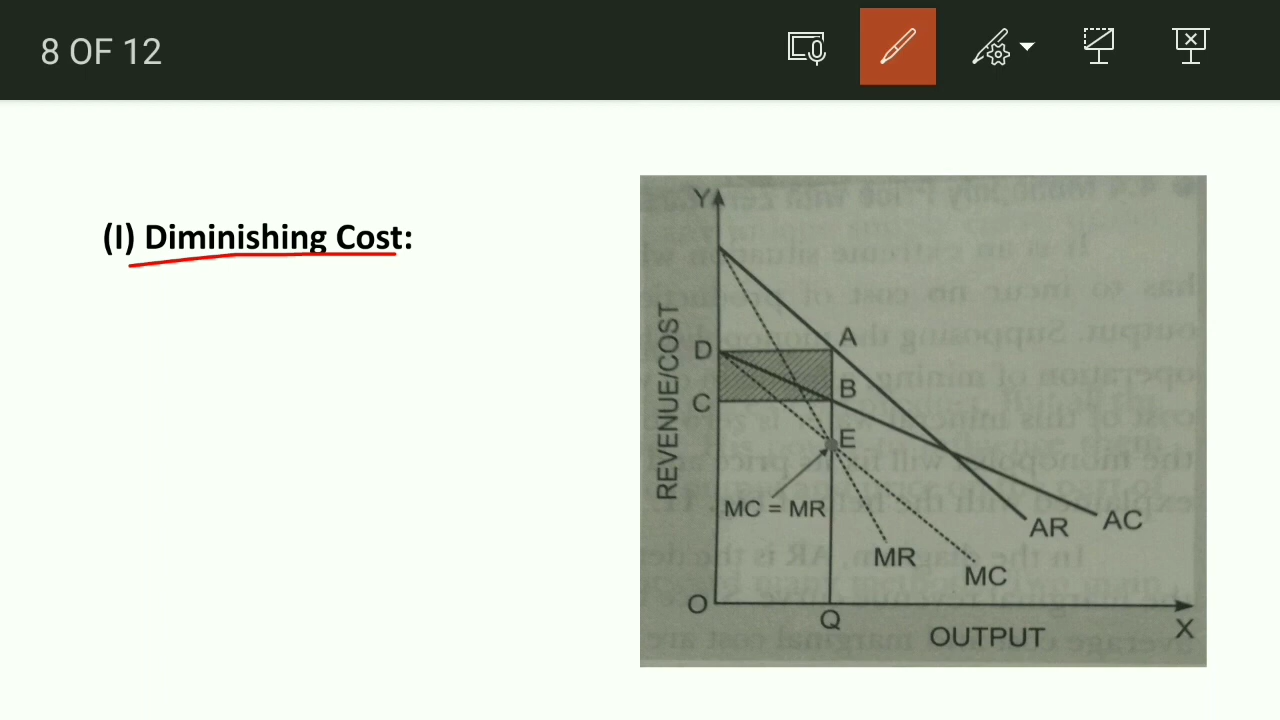 8 OF 12
(I) Diminishing Cost:
Y
REVENUE/COST
D
A
C
B
E
MC = MR
AR
AC
MR
MC
O
Q
X
OUTPUT